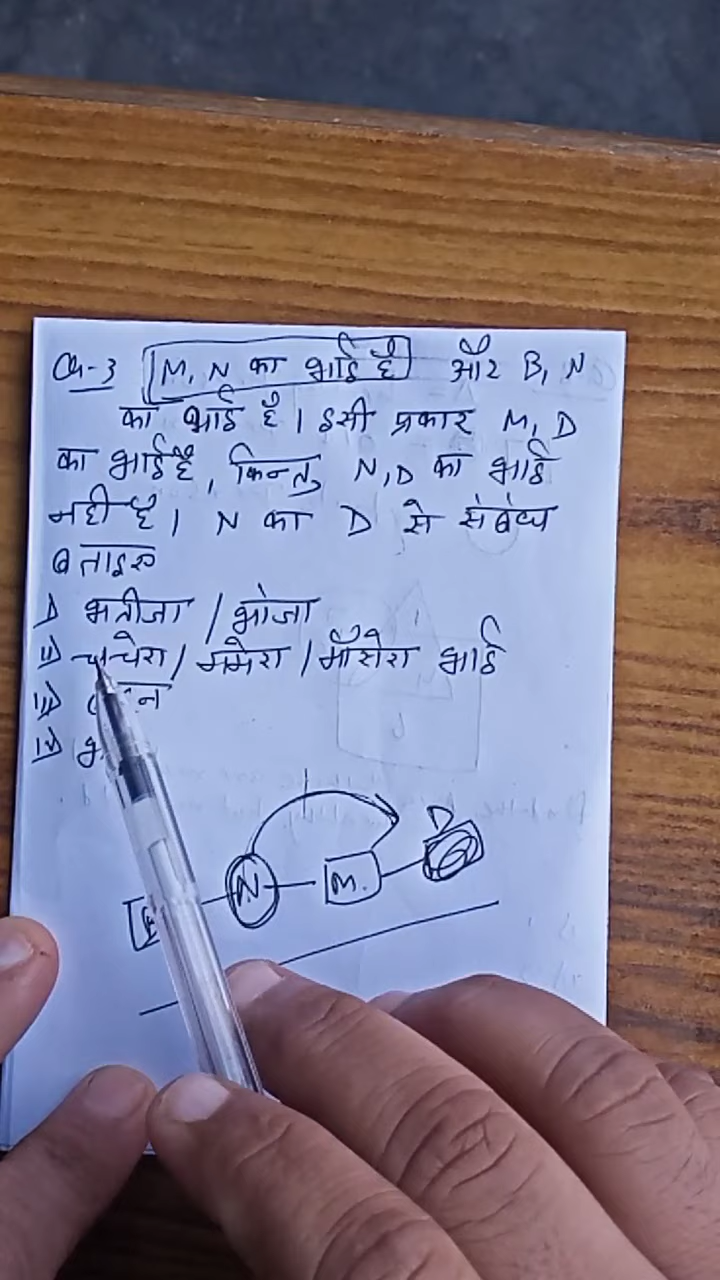 Q-3 M, N का भाई है और B, N
का भाई है। इसी प्रकार M, D
का भाई है, किन्तु N, D का भाई
नही है। N का D से संबंध
बताइए
i) भतीजा / भांजा
ii) चचेरा / ममेरा / मौसेरा भाई
iii)
iv)
D
N M.